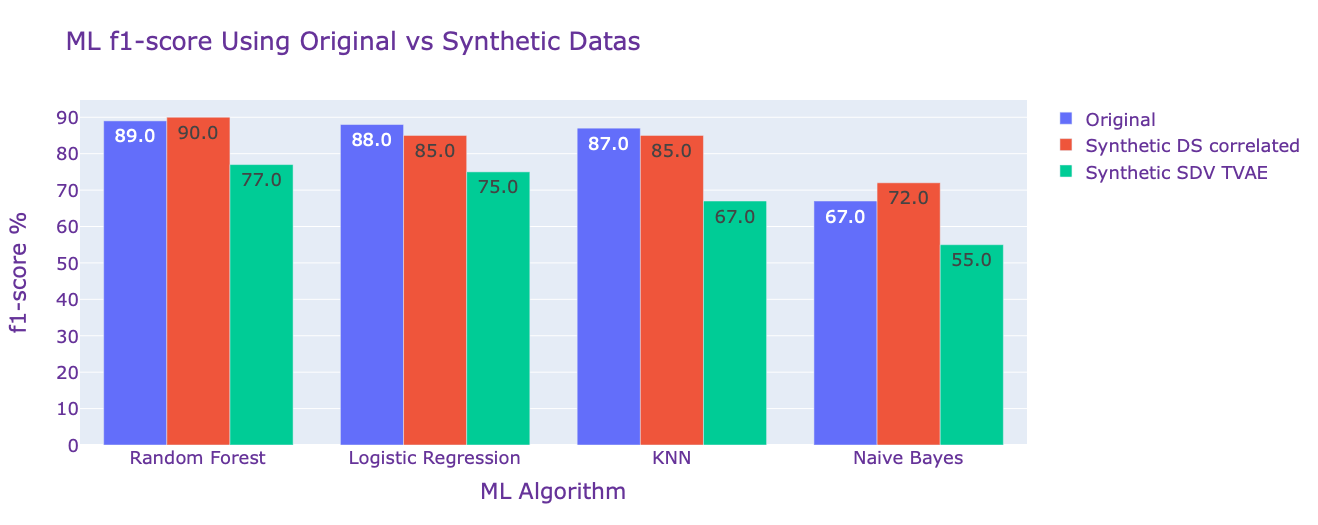 ML f1-score Using Original vs Synthetic Datas
f1-score %
90
80
70
60
50
40
30
20
10
0
89.0
90.0
77.0
88.0
85.0
75.0
87.0
85.0
67.0
67.0
72.0
55.0
Random Forest
Logistic Regression
KNN
Naive Bayes
ML Algorithm
Original
Synthetic DS correlated
Synthetic SDV TVAE